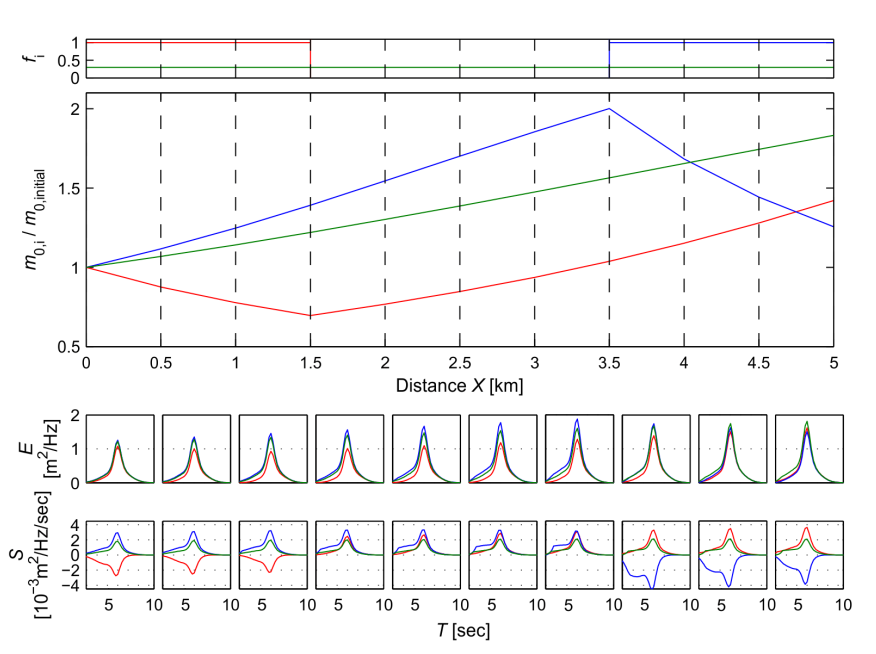 1
0.5
0
f_i
2
1.5
1
0.5
m_0,i / m_0,initial
0 0.5 1 1.5 2 2.5 3 3.5 4 4.5 5
Distance X [km]
2
1
0
E
[m²/Hz]
4
2
0
−2
−4
S
[10⁻³m²/Hz/sec]
5 10 5 10 5 10 5 10 5 10 5 10 5 10 5 10 5 10 5 10
T [sec]